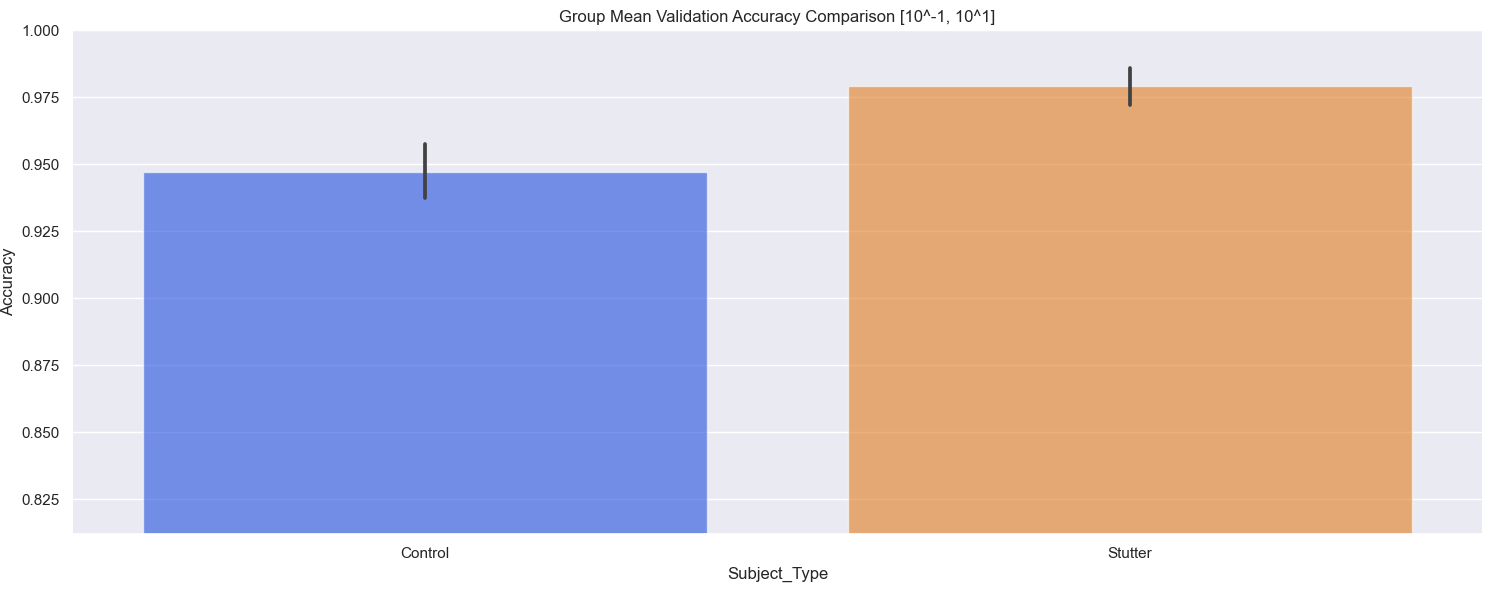 Group Mean Validation Accuracy Comparison [10^-1, 10^1]
1.000
0.975
0.950
0.925
0.900
0.875
0.850
0.825
Accuracy
Control
Stutter
Subject_Type